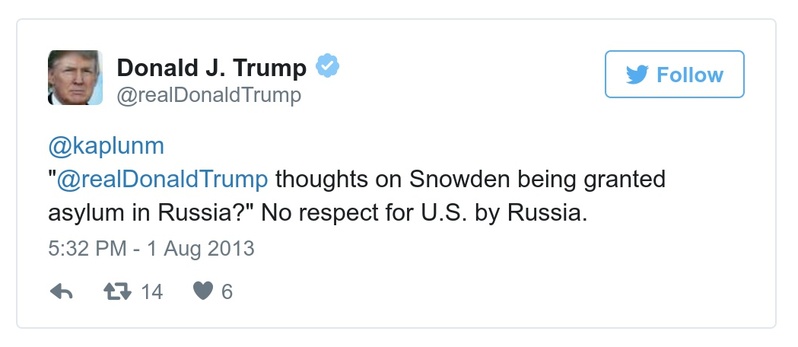 Donald J. Trump
@realDonaldTrump
Follow
@kaplunm
"@realDonaldTrump thoughts on Snowden being granted
asylum in Russia?" No respect for U.S. by Russia.
5:32 PM - 1 Aug 2013
14 6